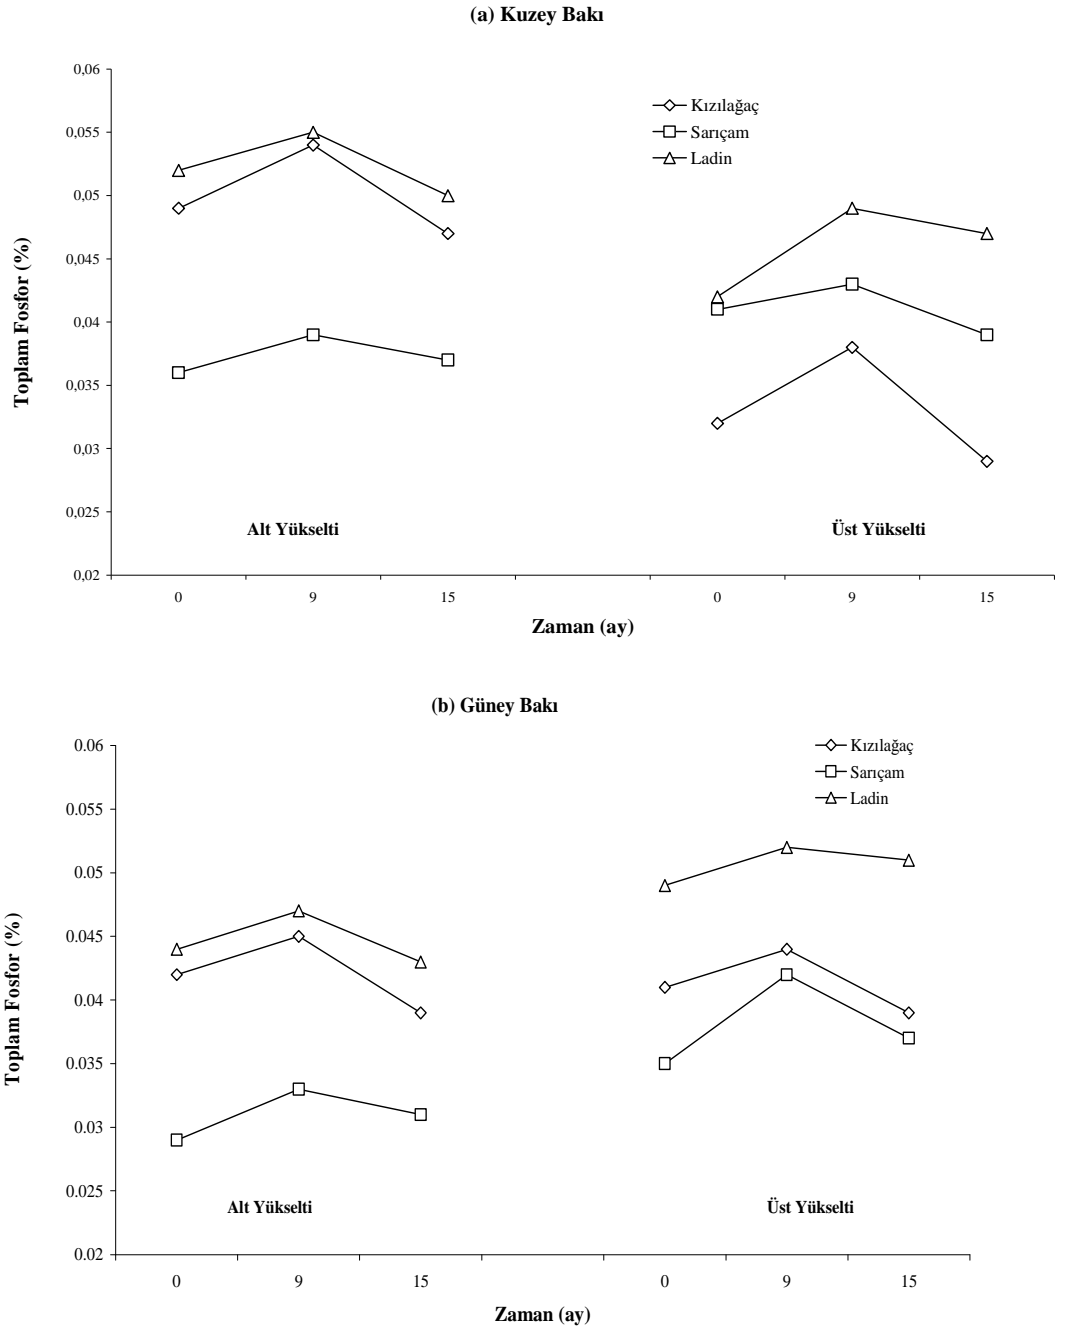 (a) Kuzey Bakı
0,06
0,055
0,05
0,045
0,04
0,035
0,03
0,025
0,02
Toplam Fosfor (%)
Kızılağaç
Sarıçam
Ladin
Alt Yükselti
Üst Yükselti
0 9 15 0 9 15
Zaman (ay)
(b) Güney Bakı
0.06
0.055
0.05
0.045
0.04
0.035
0.03
0.025
0.02
Toplam Fosfor (%)
Kızılağaç
Sarıçam
Ladin
Alt Yükselti
Üst Yükselti
0 9 15 0 9 15
Zaman (ay)